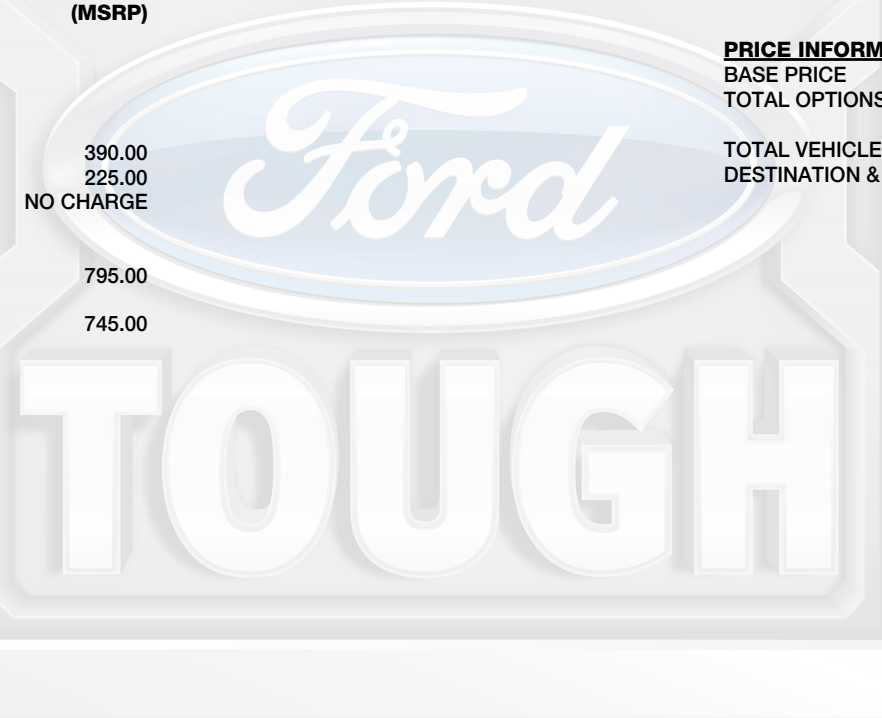 (MSRP)
390.00
225.00
NO CHARGE
795.00
745.00
PRICE INFORM
BASE PRICE
TOTAL OPTIONS
TOTAL VEHICLE
DESTINATION &
Ford
TOUGH